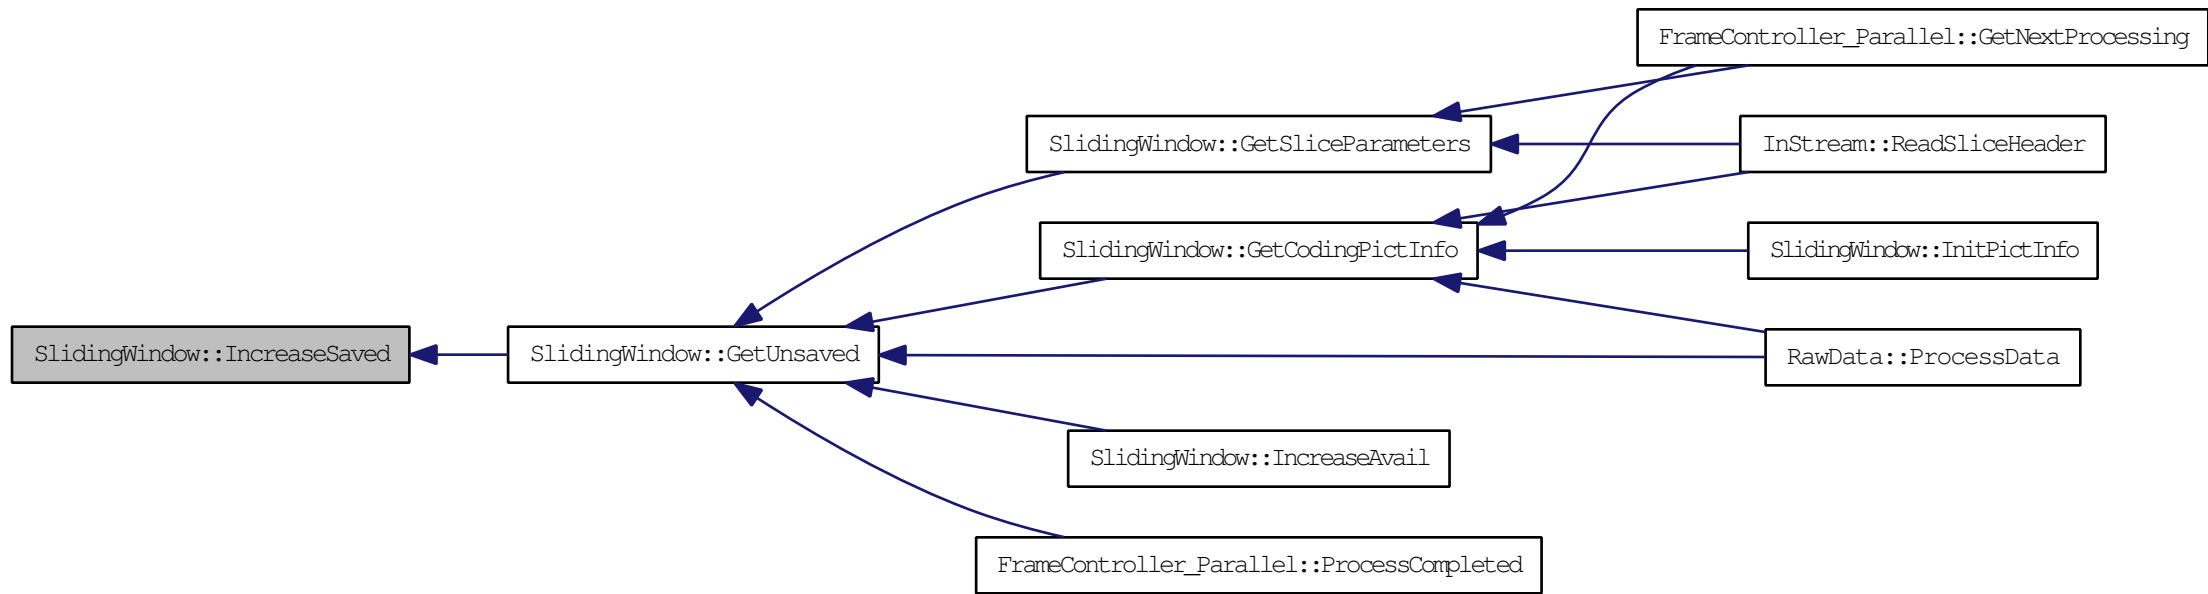 FrameController_Parallel::GetNextProcessing
SlidingWindow::GetSliceParameters
InStream::ReadSliceHeader
SlidingWindow::GetCodingPictInfo
SlidingWindow::InitPictInfo
SlidingWindow::IncreaseSaved
SlidingWindow::GetUnsaved
RawData::ProcessData
SlidingWindow::IncreaseAvail
FrameController_Parallel::ProcessCompleted